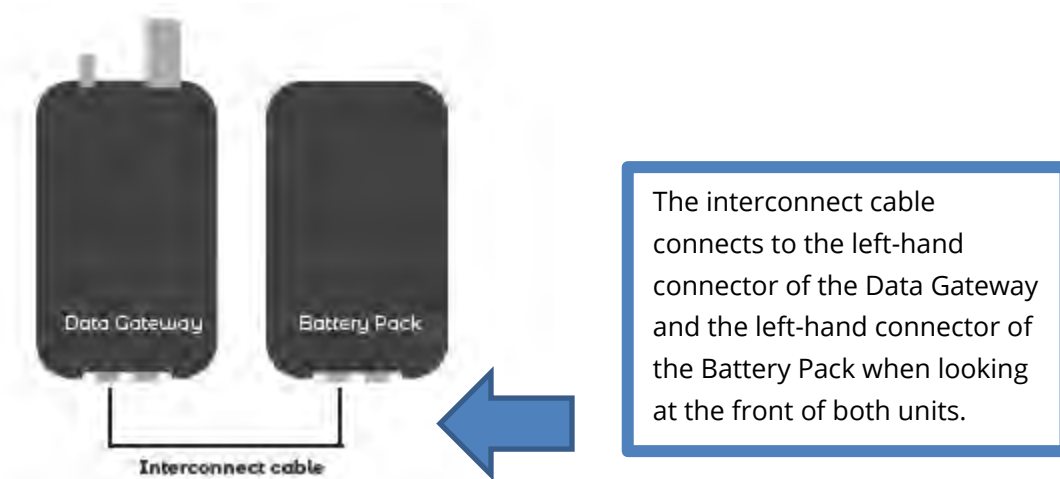 Data Gateway
Battery Pack
Interconnect cable
The interconnect cable
connects to the left-hand
connector of the Data Gateway
and the left-hand connector of
the Battery Pack when looking
at the front of both units.